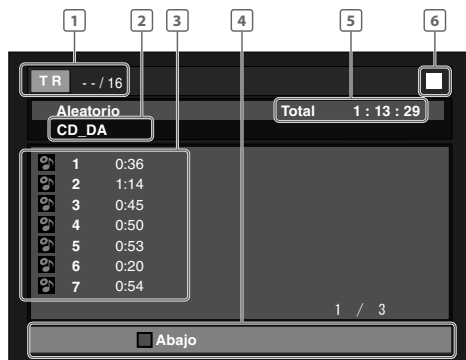 1 2 3 4 5 6
T R - - / 16
Aleatorio Total 1 : 13 : 29
CD_DA
1 0:36
2 1:14
3 0:45
4 0:50
5 0:53
6 0:20
7 0:54
1 / 3
Abajo